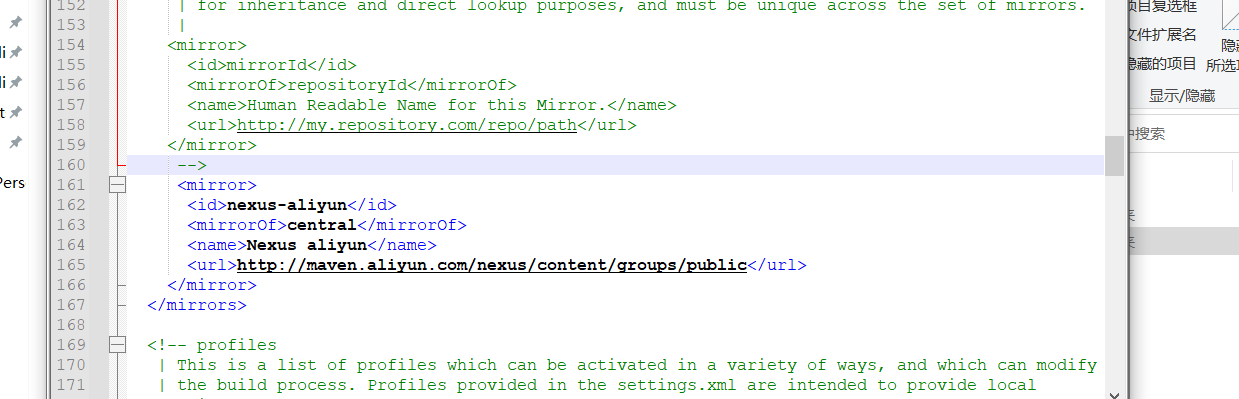 152 | for inheritance and direct lookup purposes, and must be unique across the set of mirrors.
153 |
154 <mirror>
155 <id>mirrorId</id>
156 <mirrorOf>repositoryId</mirrorOf>
157 <name>Human Readable Name for this Mirror.</name>
158 <url>http://my.repository.com/repo/path</url>
159 </mirror>
160 -->
161 <mirror>
162 <id>nexus-aliyun</id>
163 <mirrorOf>central</mirrorOf>
164 <name>Nexus aliyun</name>
165 <url>http://maven.aliyun.com/nexus/content/groups/public</url>
166 </mirror>
167 </mirrors>
168
169 <!-- profiles
170 | This is a list of profiles which can be activated in a variety of ways, and which can modify
171 | the build process. Profiles provided in the settings.xml are intended to provide local
项目复选框
文件扩展名
隐藏的项目
所选项
显示/隐藏
中搜索